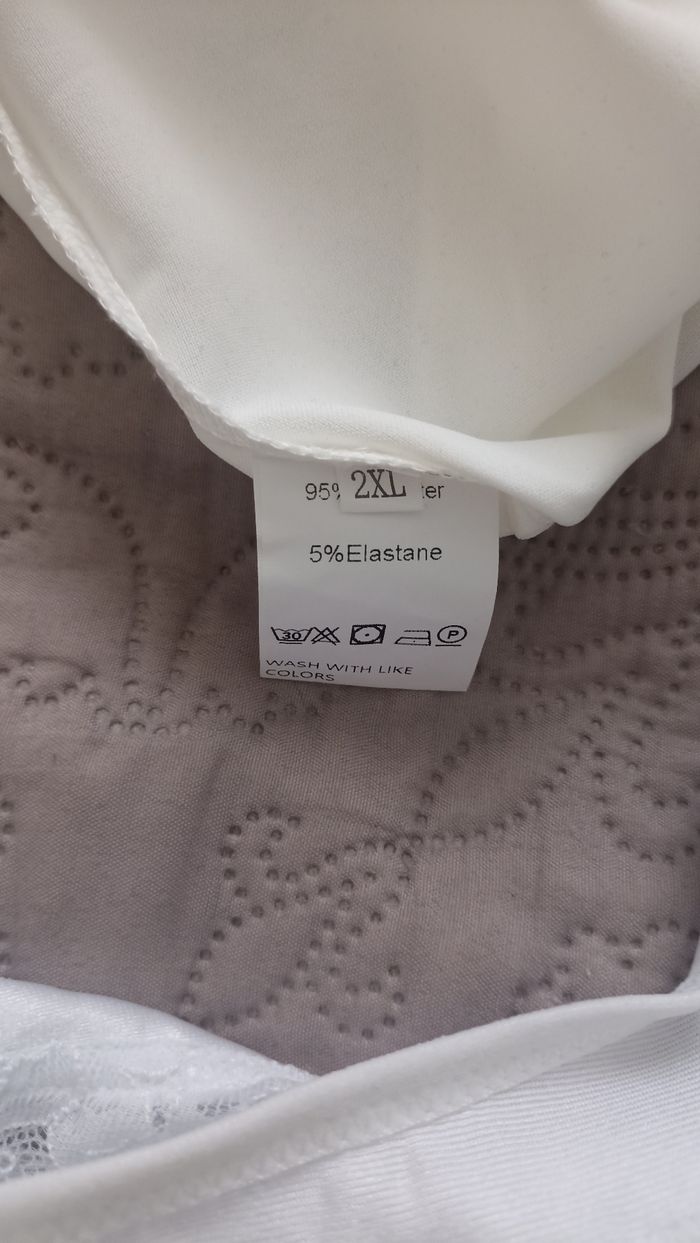 95% 2XL ter
5%Elastane
30 P
WASH WITH LIKE
COLORS